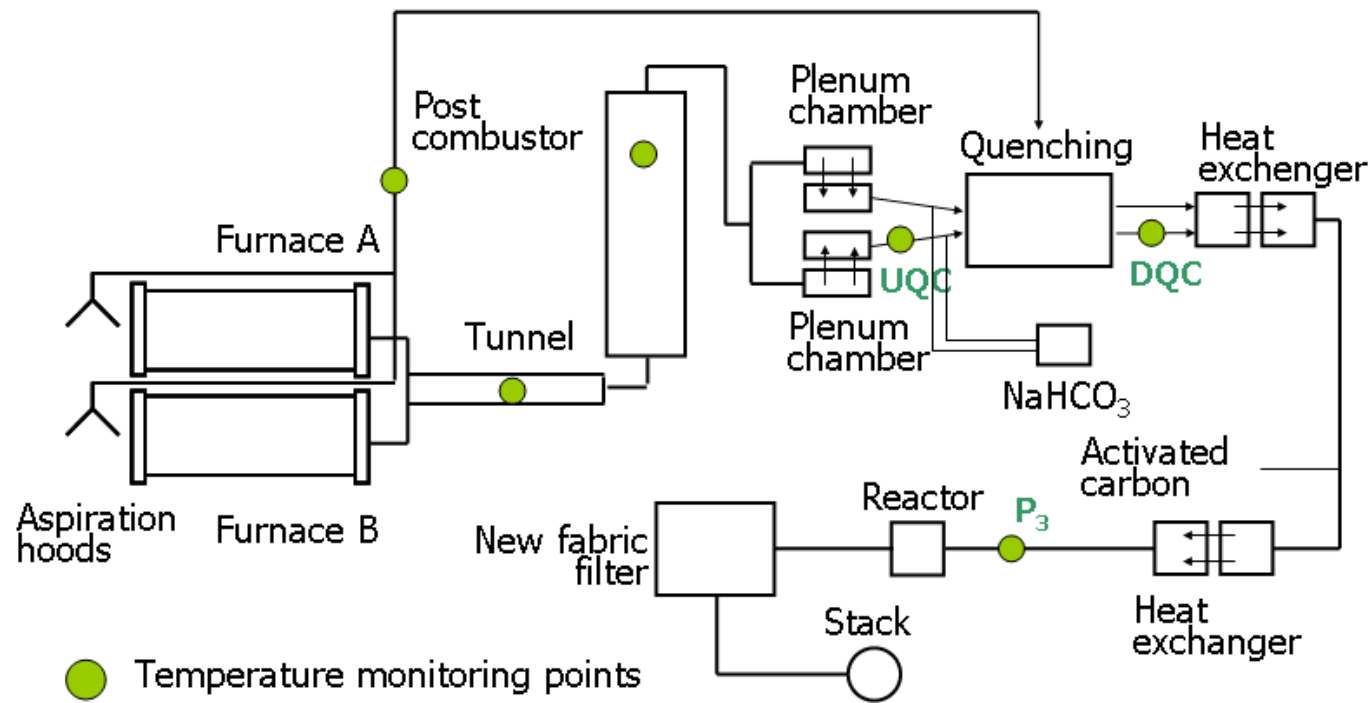 Post
combustor
Plenum
chamber
Quenching
Heat
exchenger
Furnace A
UQC
DQC
Tunnel
Plenum
chamber
NaHCO₃
Activated
carbon
Aspiration
hoods
Furnace B
New fabric
filter
Reactor
P₃
Heat
exchanger
Stack
Temperature monitoring points